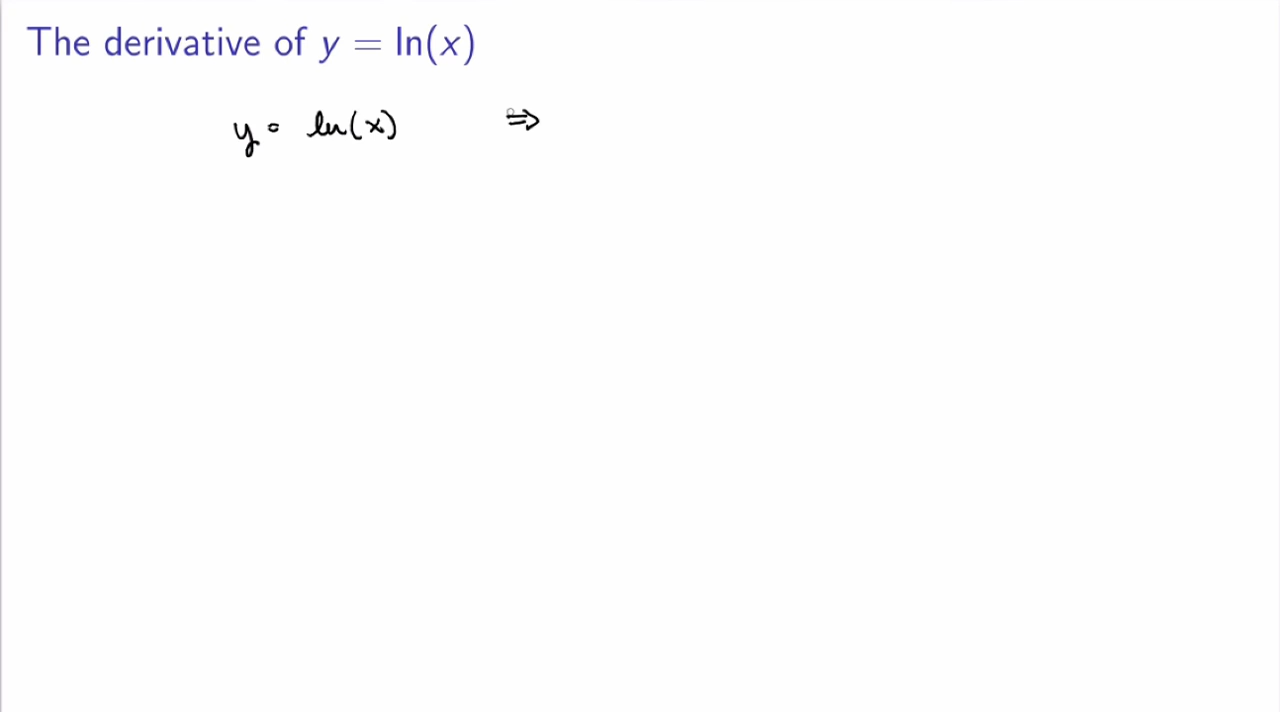 The derivative of y = ln(x)
y = ln(x) ⇒